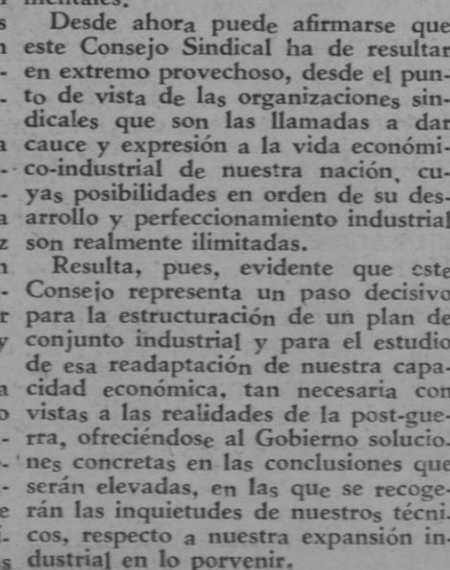 mentales.
Desde ahora puede afirmarse que
este Consejo Sindical ha de resultar
en extremo provechoso, desde el pun-
to de vista de las organizaciones sin-
dicales que son las llamadas a dar
cauce y expresión a la vida económi-
co-industrial de nuestra nación, cu-
yas posibilidades en orden de su des-
arrollo y perfeccionamiento industrial
son realmente ilimitadas.
Resulta, pues, evidente que este
Consejo representa un paso decisivo
para la estructuración de un plan de
conjunto industrial y para el estudio
de esa readaptación de nuestra capa-
cidad económica, tan necesaria con
vistas a las realidades de la post-gue-
rra, ofreciéndose al Gobierno solucio-
nes concretas en las conclusiones que
serán elevadas, en las que se recoge-
rán las inquietudes de nuestros técni-
cos, respecto a nuestra expansión in-
dustrial en lo porvenir.